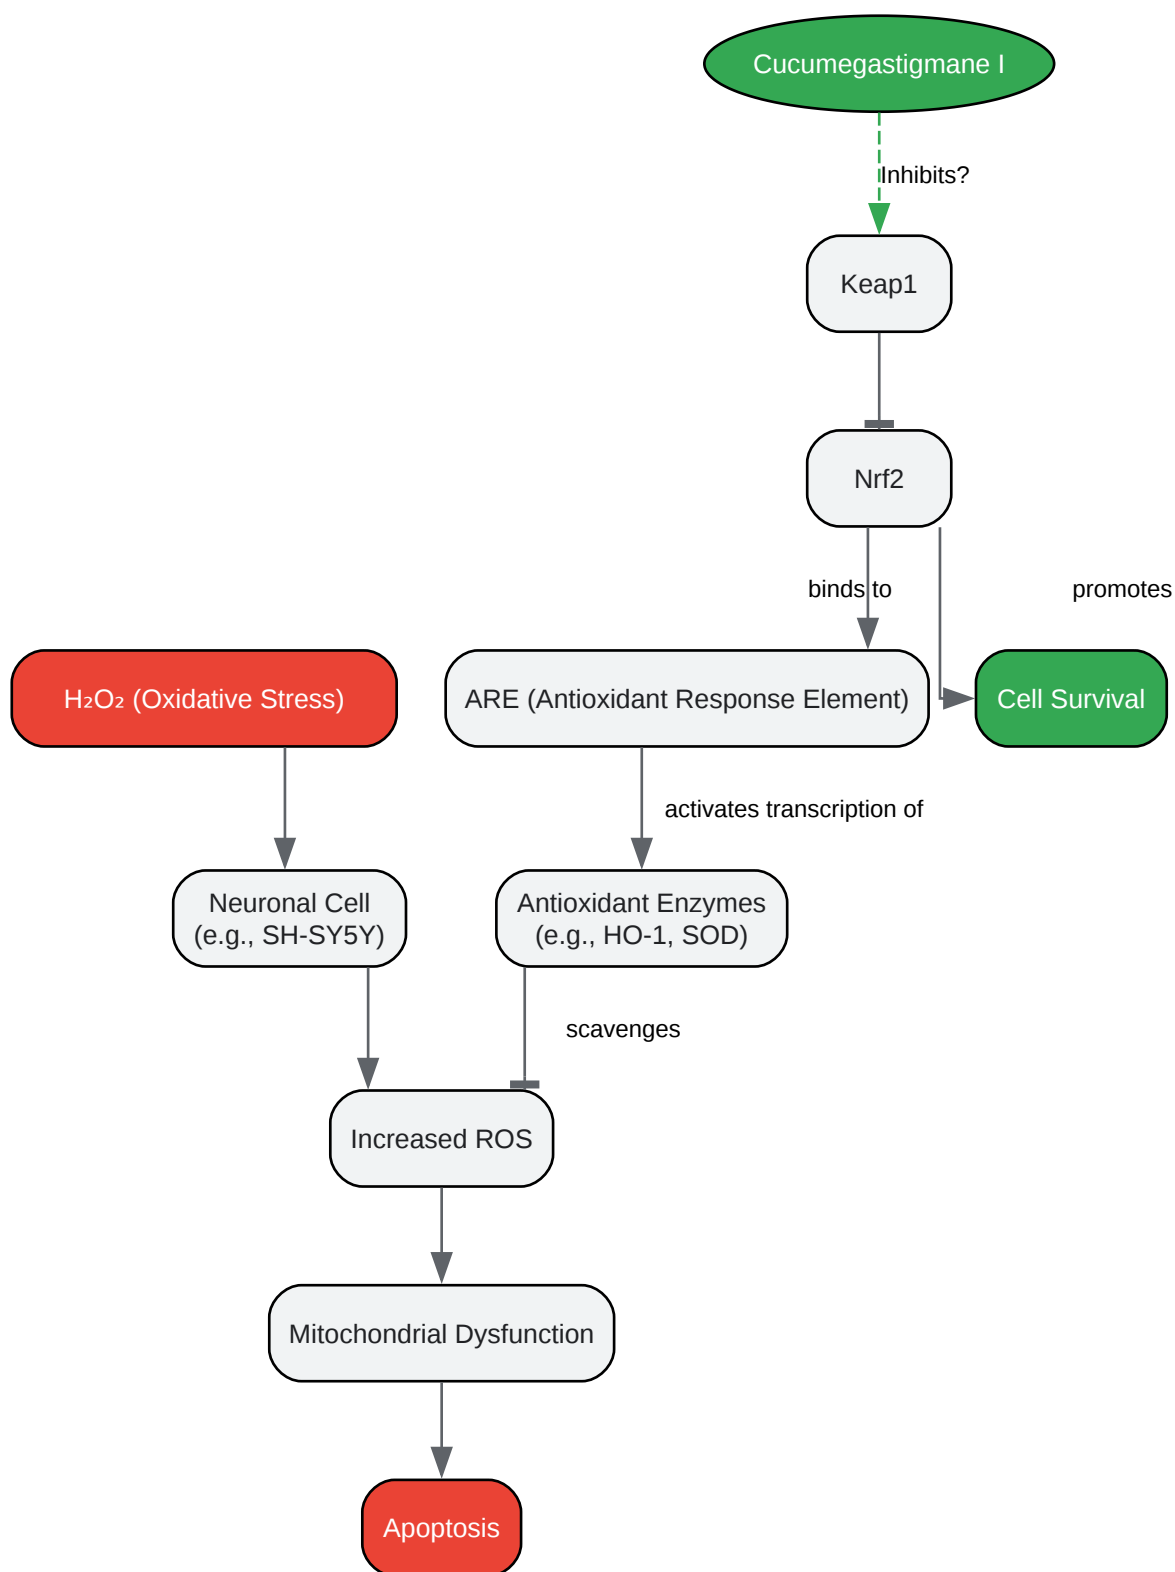 Cucumegastigmane I
Inhibits?
Keap1
Nrf2
binds to
promotes
H₂O₂ (Oxidative Stress)
ARE (Antioxidant Response Element)
Cell Survival
activates transcription of
Neuronal Cell
(e.g., SH-SY5Y)
Antioxidant Enzymes
(e.g., HO-1, SOD)
scavenges
Increased ROS
Mitochondrial Dysfunction
Apoptosis